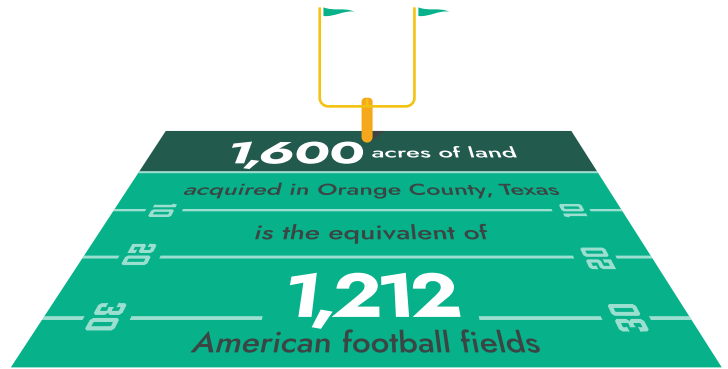 1,600 acres of land
acquired in Orange County, Texas
10 10
is the equivalent of
20 20
1,212
30 30
American football fields